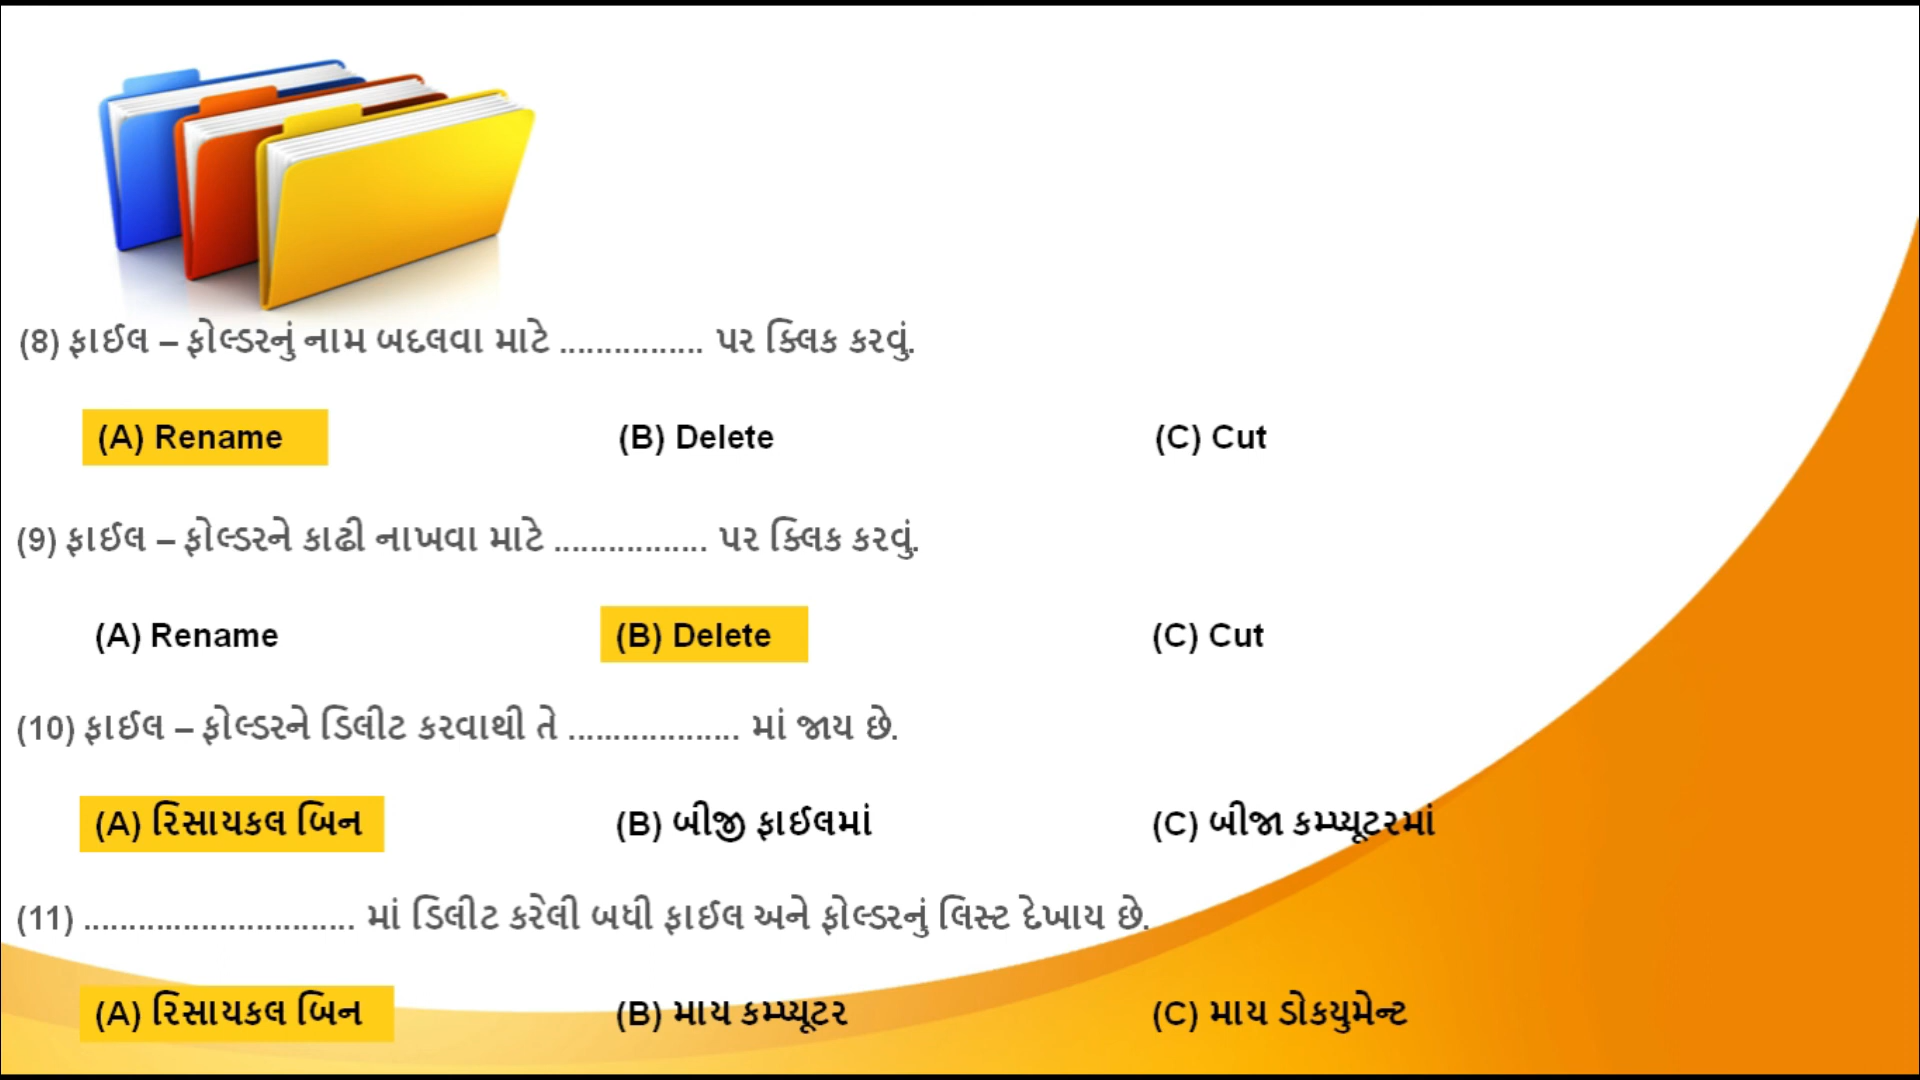 (8) ફાઈલ – ફોલ્ડરનું નામ બદલવા માટે ................ પર ક્લિક કરવું.
(A) Rename (B) Delete (C) Cut
(9) ફાઈલ – ફોલ્ડરને કાઢી નાખવા માટે ................. પર ક્લિક કરવું.
(A) Rename (B) Delete (C) Cut
(10) ફાઈલ – ફોલ્ડરને ડિલીટ કરવાથી તે ................... માં જાય છે.
(A) રિસાયકલ બિન (B) બીજી ફાઈલમાં (C) બીજા કમ્પ્યૂટરમાં
(11) .............................. માં ડિલીટ કરેલી બધી ફાઈલ અને ફોલ્ડરનું લિસ્ટ દેખાય છે.
(A) રિસાયકલ બિન (B) માય કમ્પ્યૂટર (C) માય ડોકયુમેન્ટ